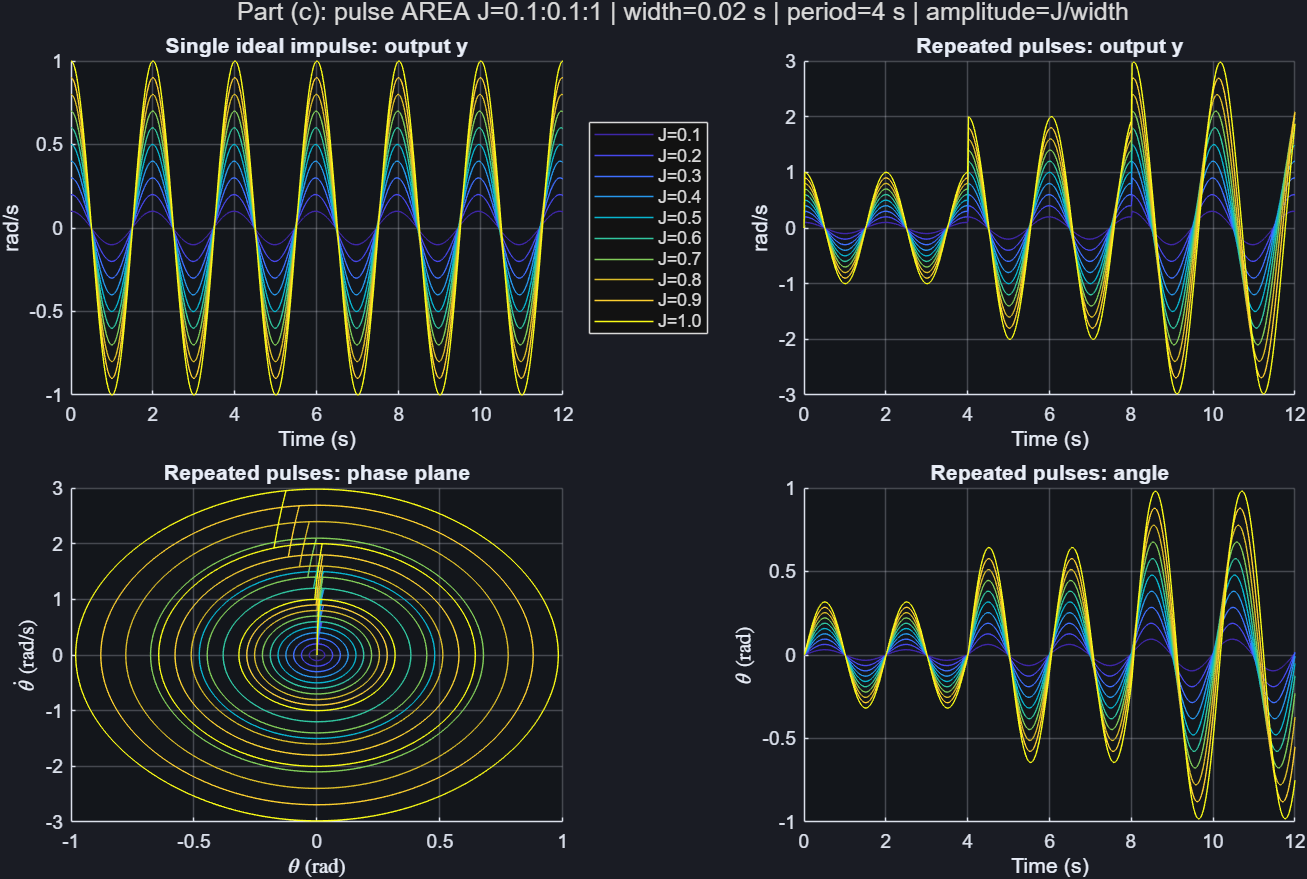 Part (c): pulse AREA J=0.1:0.1:1 | width=0.02 s | period=4 s | amplitude=J/width
Single ideal impulse: output y
1
0.5
0
-0.5
-1
rad/s
0 2 4 6 8 10 12
Time (s)
J=0.1
J=0.2
J=0.3
J=0.4
J=0.5
J=0.6
J=0.7
J=0.8
J=0.9
J=1.0
Repeated pulses: output y
3
2
1
0
-1
-2
-3
rad/s
0 2 4 6 8 10 12
Time (s)
Repeated pulses: phase plane
3
2
1
0
-1
-2
-3
θ̇ (rad/s)
-1 -0.5 0 0.5 1
θ (rad)
Repeated pulses: angle
1
0.5
0
-0.5
-1
θ (rad)
0 2 4 6 8 10 12
Time (s)